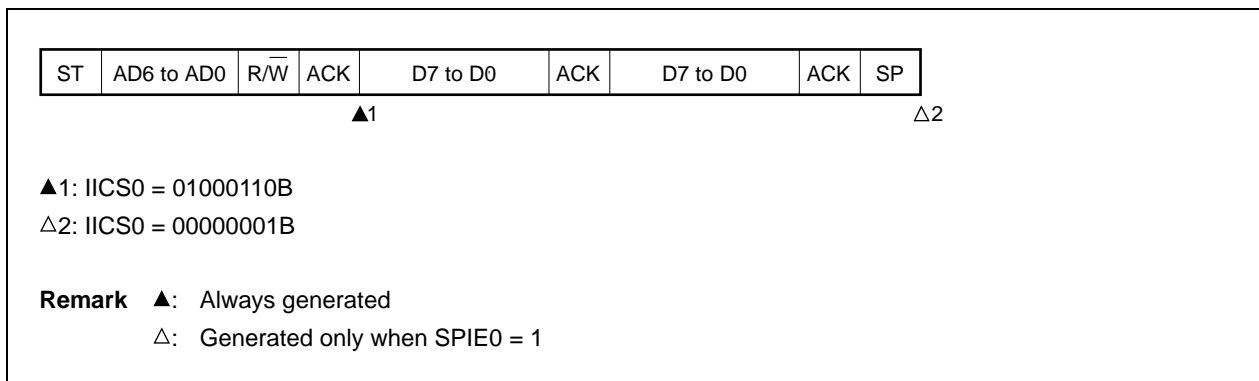 ST AD6 to AD0 R/W̅ ACK D7 to D0 ACK D7 to D0 ACK SP
▲1 △2
▲1: IICS0 = 01000110B
△2: IICS0 = 00000001B
Remark ▲: Always generated
△: Generated only when SPIE0 = 1